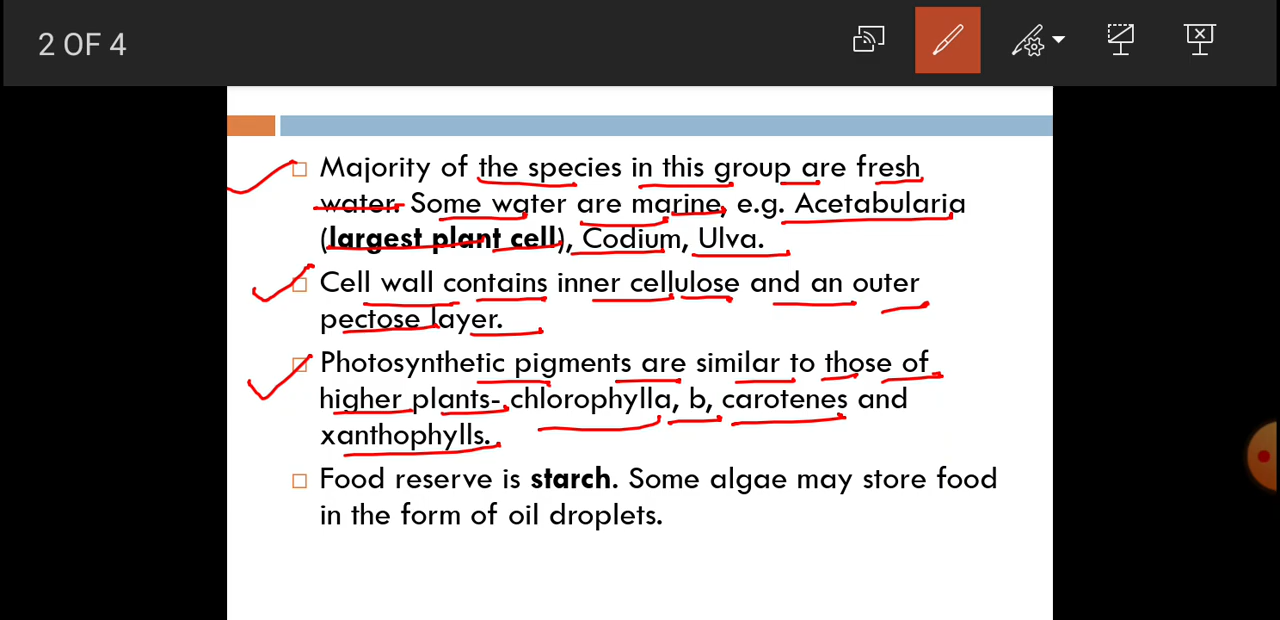 2 OF 4
Majority of the species in this group are fresh
water. Some water are marine, e.g. Acetabularia
(largest plant cell), Codium, Ulva.
Cell wall contains inner cellulose and an outer
pectose layer.
Photosynthetic pigments are similar to those of
higher plants- chlorophylla, b, carotenes and
xanthophylls.
Food reserve is starch. Some algae may store food
in the form of oil droplets.